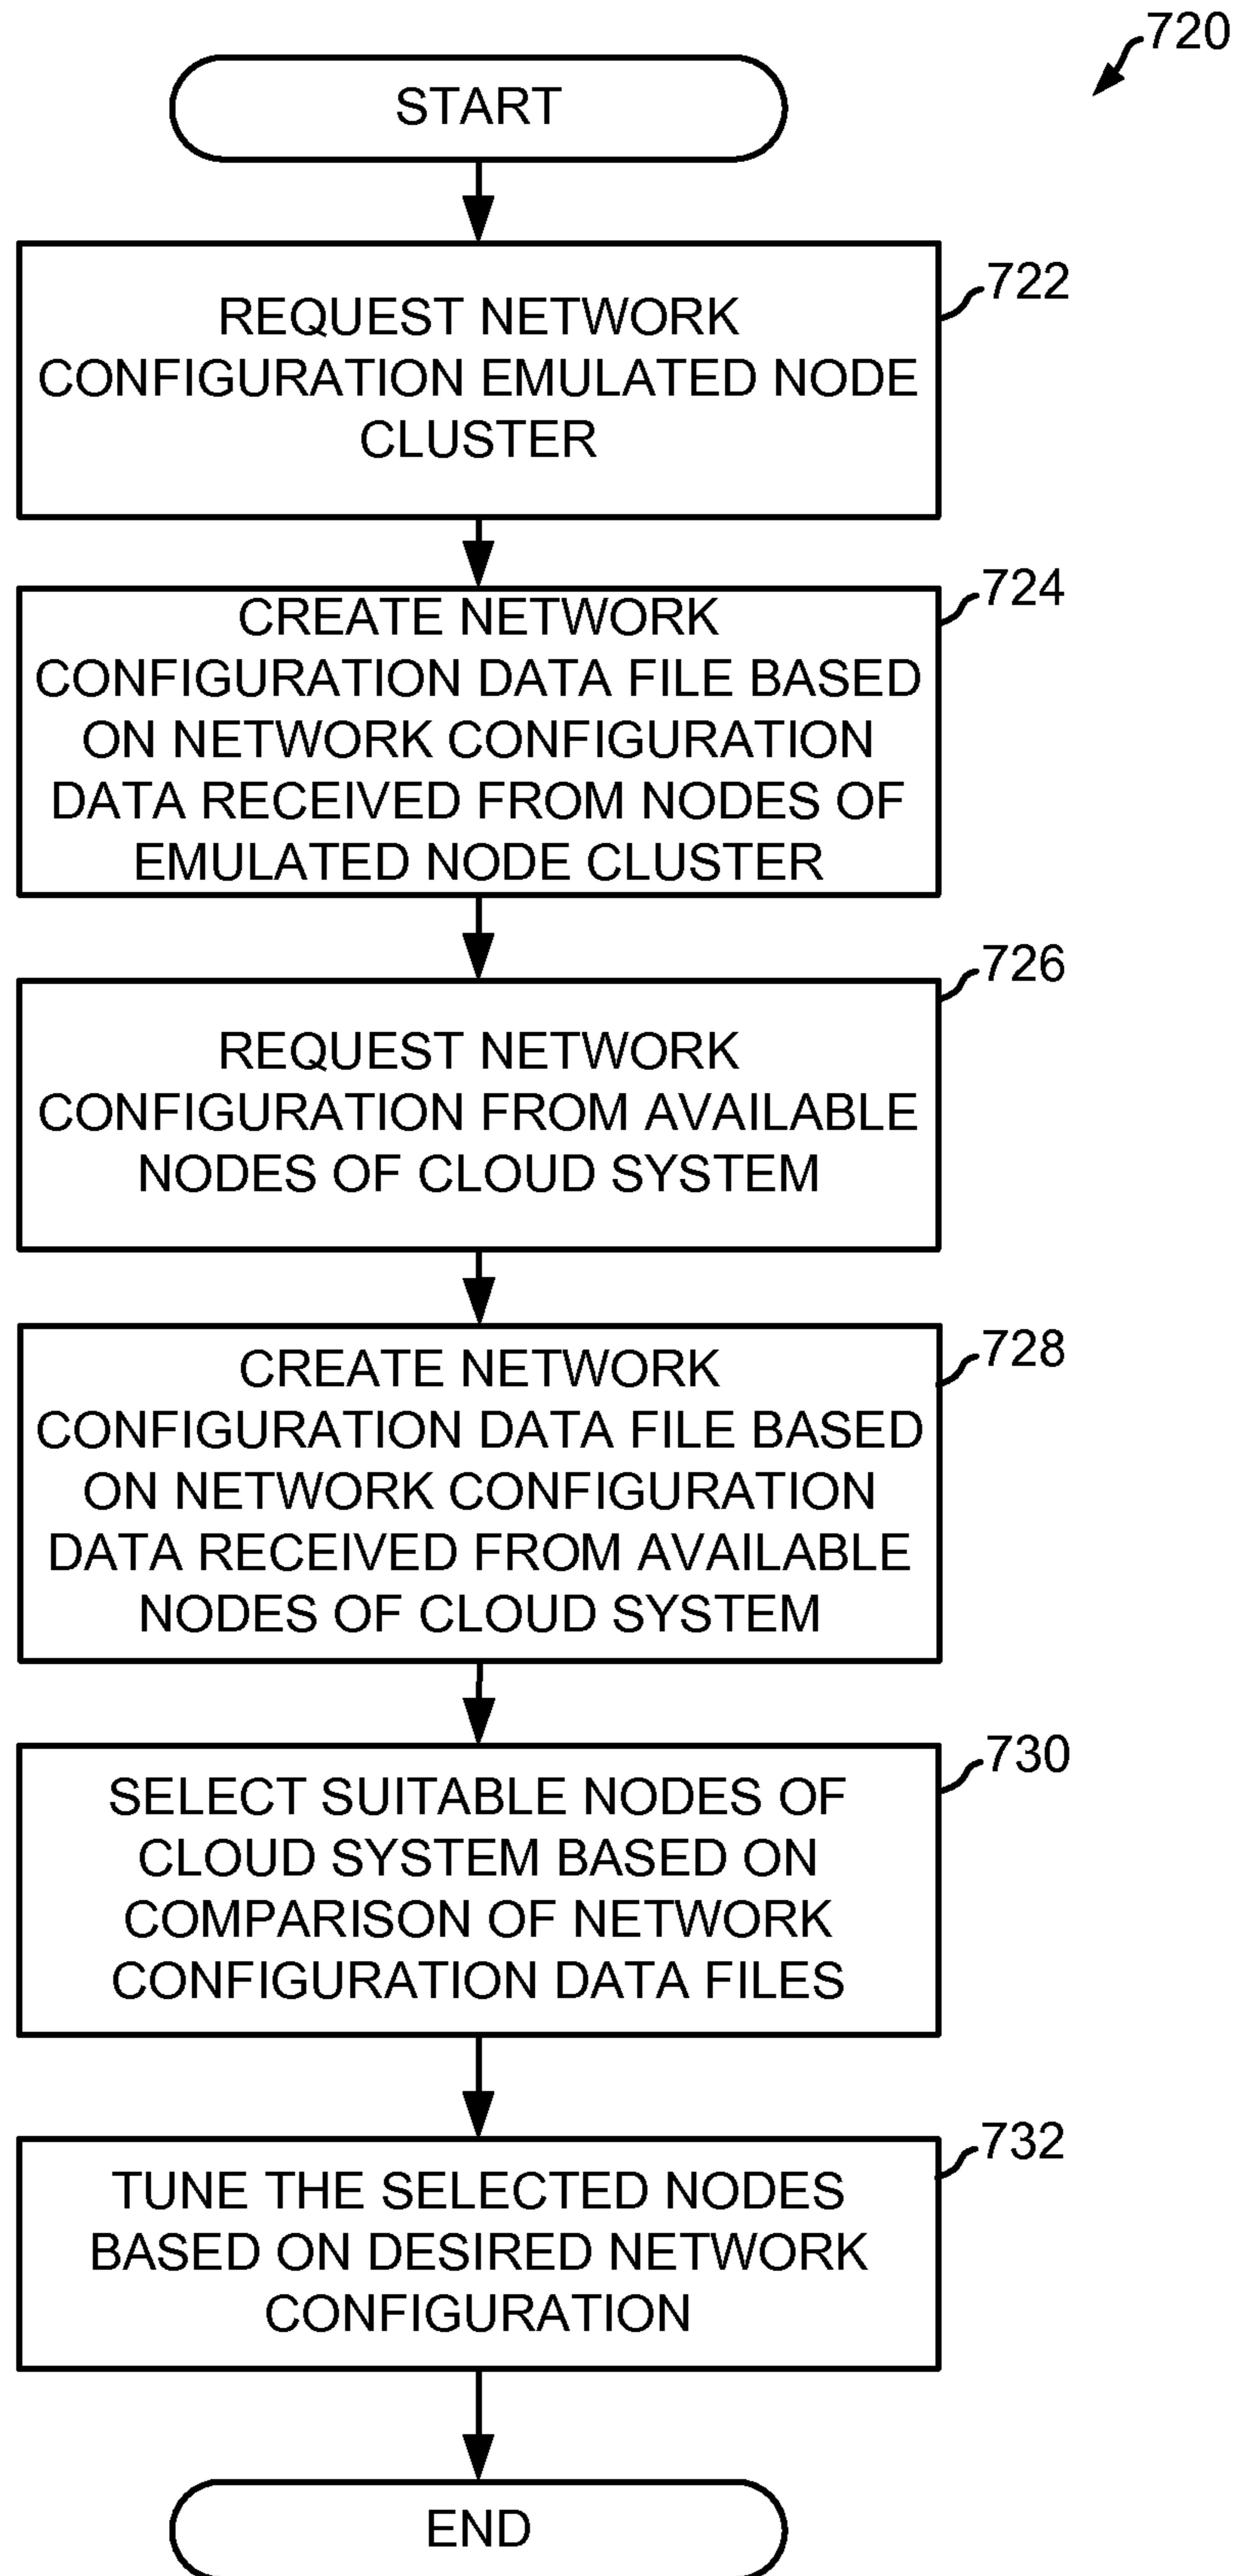 720
START
722
REQUEST NETWORK
CONFIGURATION EMULATED NODE
CLUSTER
724
CREATE NETWORK
CONFIGURATION DATA FILE BASED
ON NETWORK CONFIGURATION
DATA RECEIVED FROM NODES OF
EMULATED NODE CLUSTER
726
REQUEST NETWORK
CONFIGURATION FROM AVAILABLE
NODES OF CLOUD SYSTEM
728
CREATE NETWORK
CONFIGURATION DATA FILE BASED
ON NETWORK CONFIGURATION
DATA RECEIVED FROM AVAILABLE
NODES OF CLOUD SYSTEM
730
SELECT SUITABLE NODES OF
CLOUD SYSTEM BASED ON
COMPARISON OF NETWORK
CONFIGURATION DATA FILES
732
TUNE THE SELECTED NODES
BASED ON DESIRED NETWORK
CONFIGURATION
END